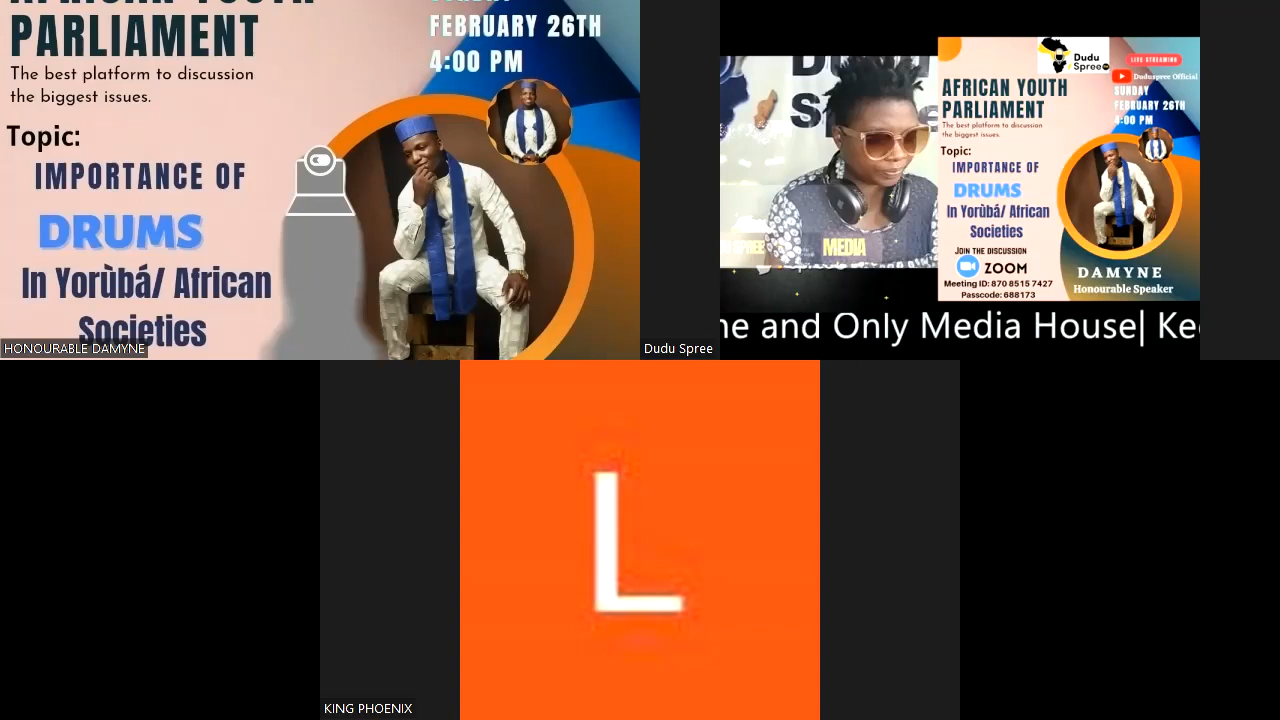 AFRICAN YOUTH
PARLIAMENT
The best platform to discussion
the biggest issues.
Topic:
IMPORTANCE OF
DRUMS
In Yorùbá/ African
Societies
SUNDAY
FEBRUARY 26TH
4:00 PM
HONOURABLE DAMYNE
Dudu
Spree
LIVE STREAMING
Duduspree Official
AFRICAN YOUTH
PARLIAMENT
The best platform to discussion
the biggest issues.
SUNDAY
FEBRUARY 26TH
4:00 PM
Topic:
IMPORTANCE OF
DRUMS
In Yorùbá/ African
Societies
JOIN THE DISCUSSION
ZOOM
Meeting ID: 870 8515 7427
Passcode: 688173
DAMYNE
Honourable Speaker
MEDIA
ne and Only Media House| Ke
Dudu Spree
L
KING PHOENIX